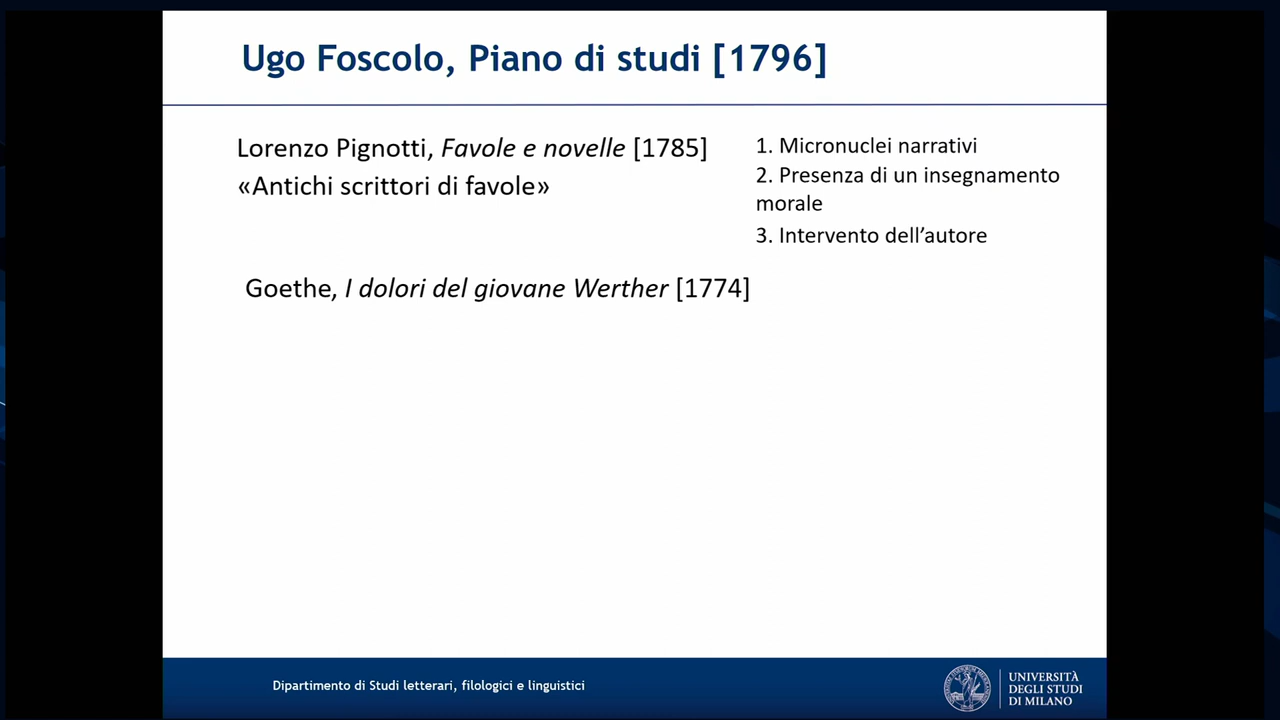 Ugo Foscolo, Piano di studi [1796]
Lorenzo Pignotti, Favole e novelle [1785]
«Antichi scrittori di favole»
1. Micronuclei narrativi
2. Presenza di un insegnamento
morale
3. Intervento dell'autore
Goethe, I dolori del giovane Werther [1774]
Dipartimento di Studi letterari, filologici e linguistici
UNIVERSITÀ
DEGLI STUDI
DI MILANO